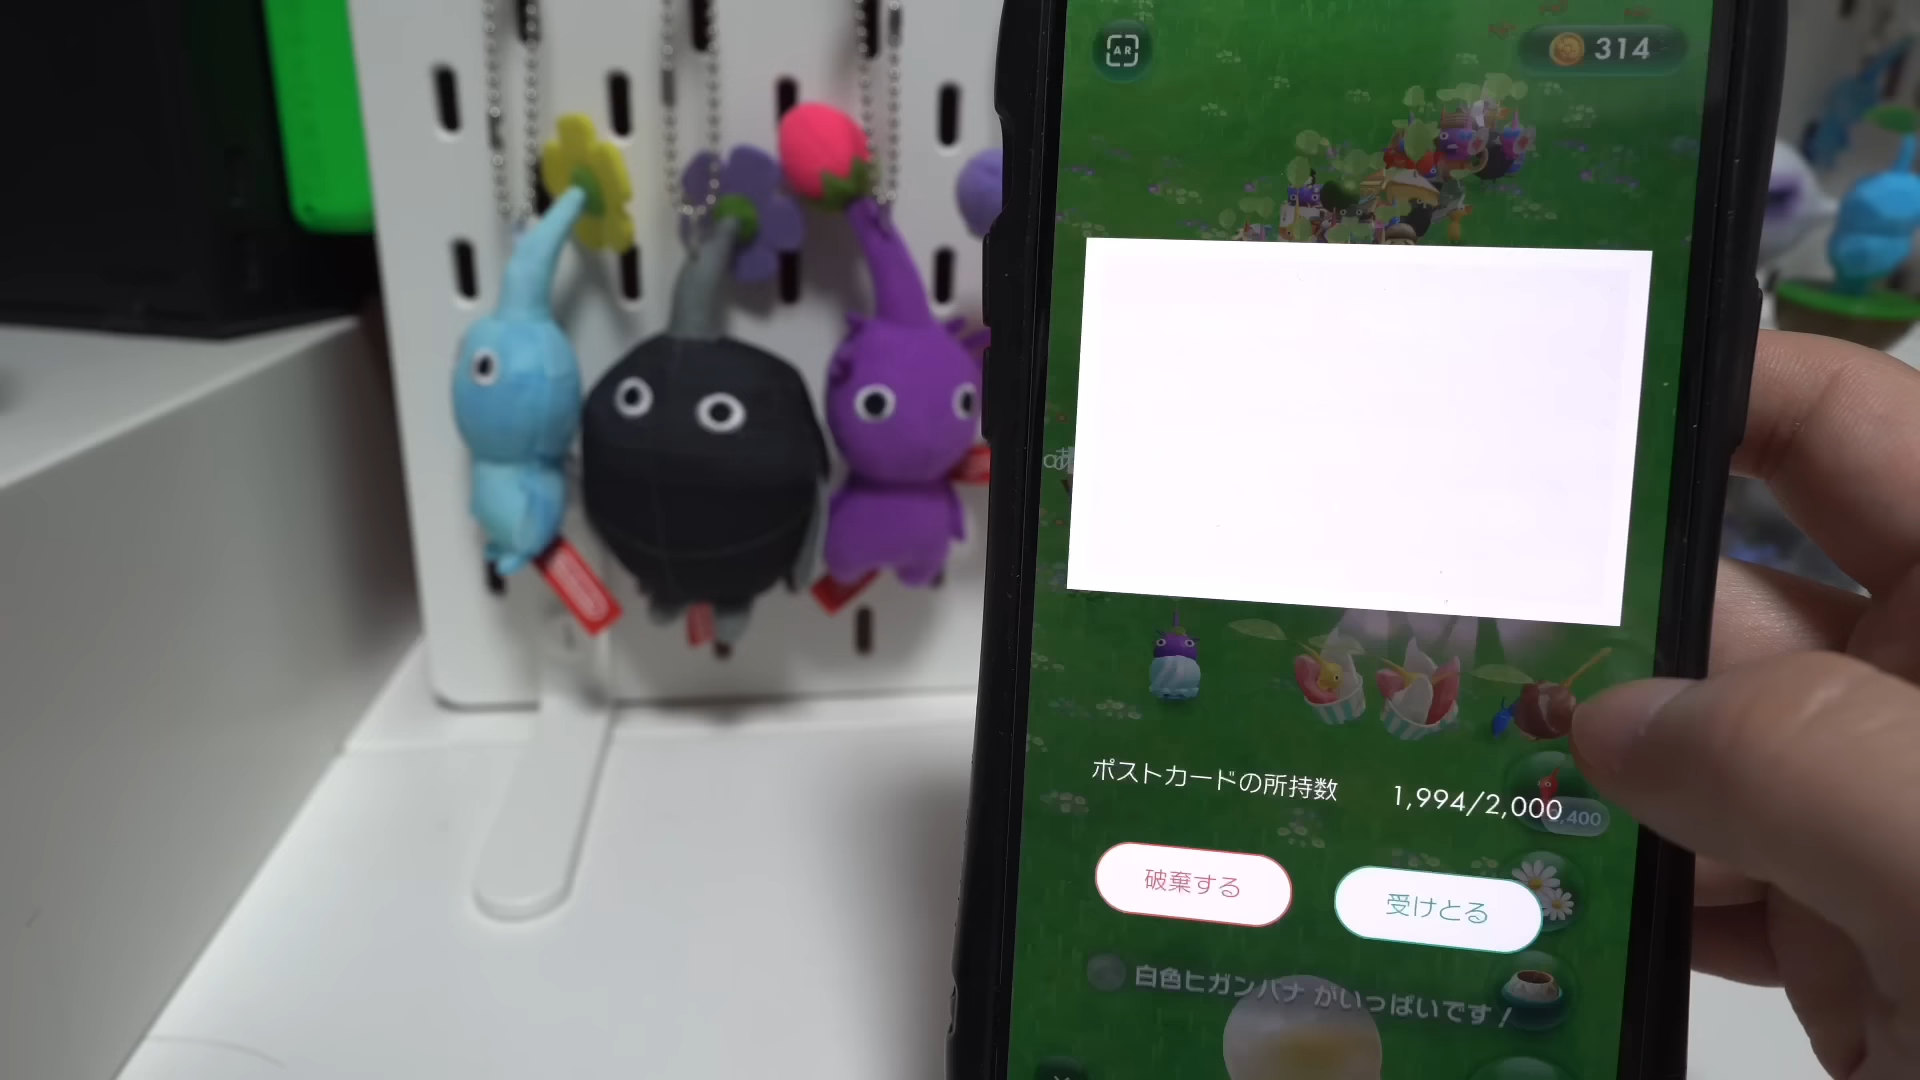 AR
314
ポストカードの所持数 1,994/2,000
破棄する
受けとる
白色ヒガンバナ がいっぱいです!